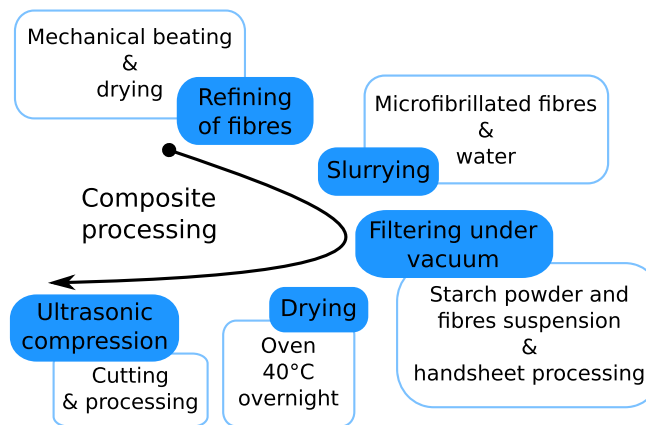 Mechanical beating
&
drying
Refining
of fibres
Microfibrillated fibres
&
water
Slurrying
Composite
processing
Filtering under
vacuum
Starch powder and
fibres suspension
&
handsheet processing
Drying
Oven
40°C
overnight
Ultrasonic
compression
Cutting
& processing